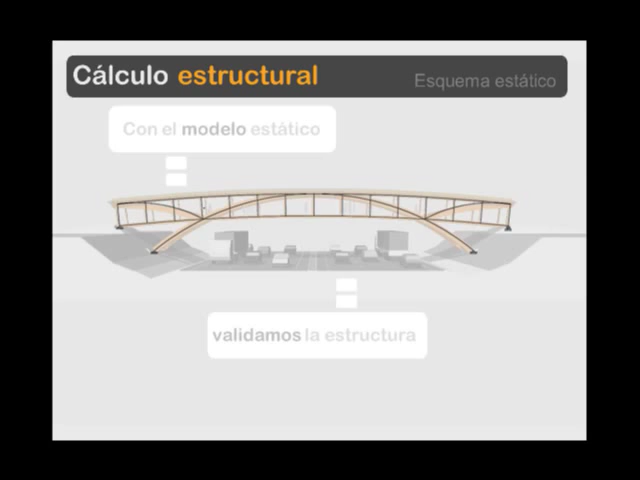 Cálculo estructural
Esquema estático
Con el modelo estático
validamos la estructura